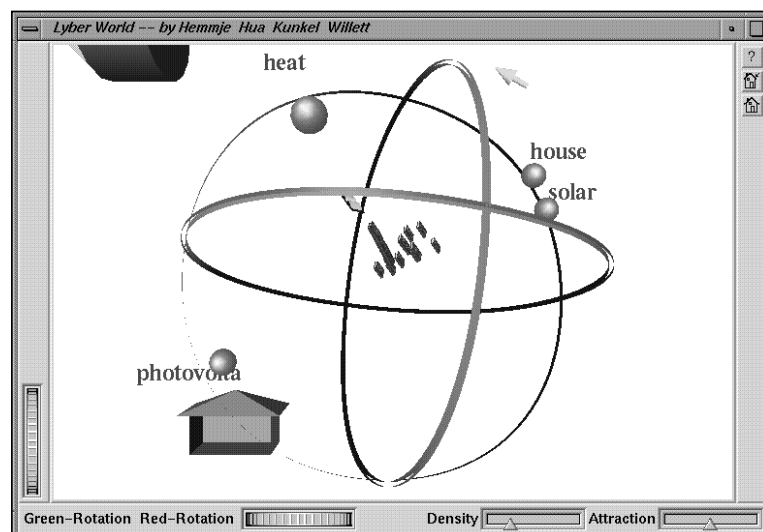 Lyber World -- by Hemmje Hua Kunkel Willett
?
heat
house
solar
photovolta
Green-Rotation Red-Rotation Density Attraction